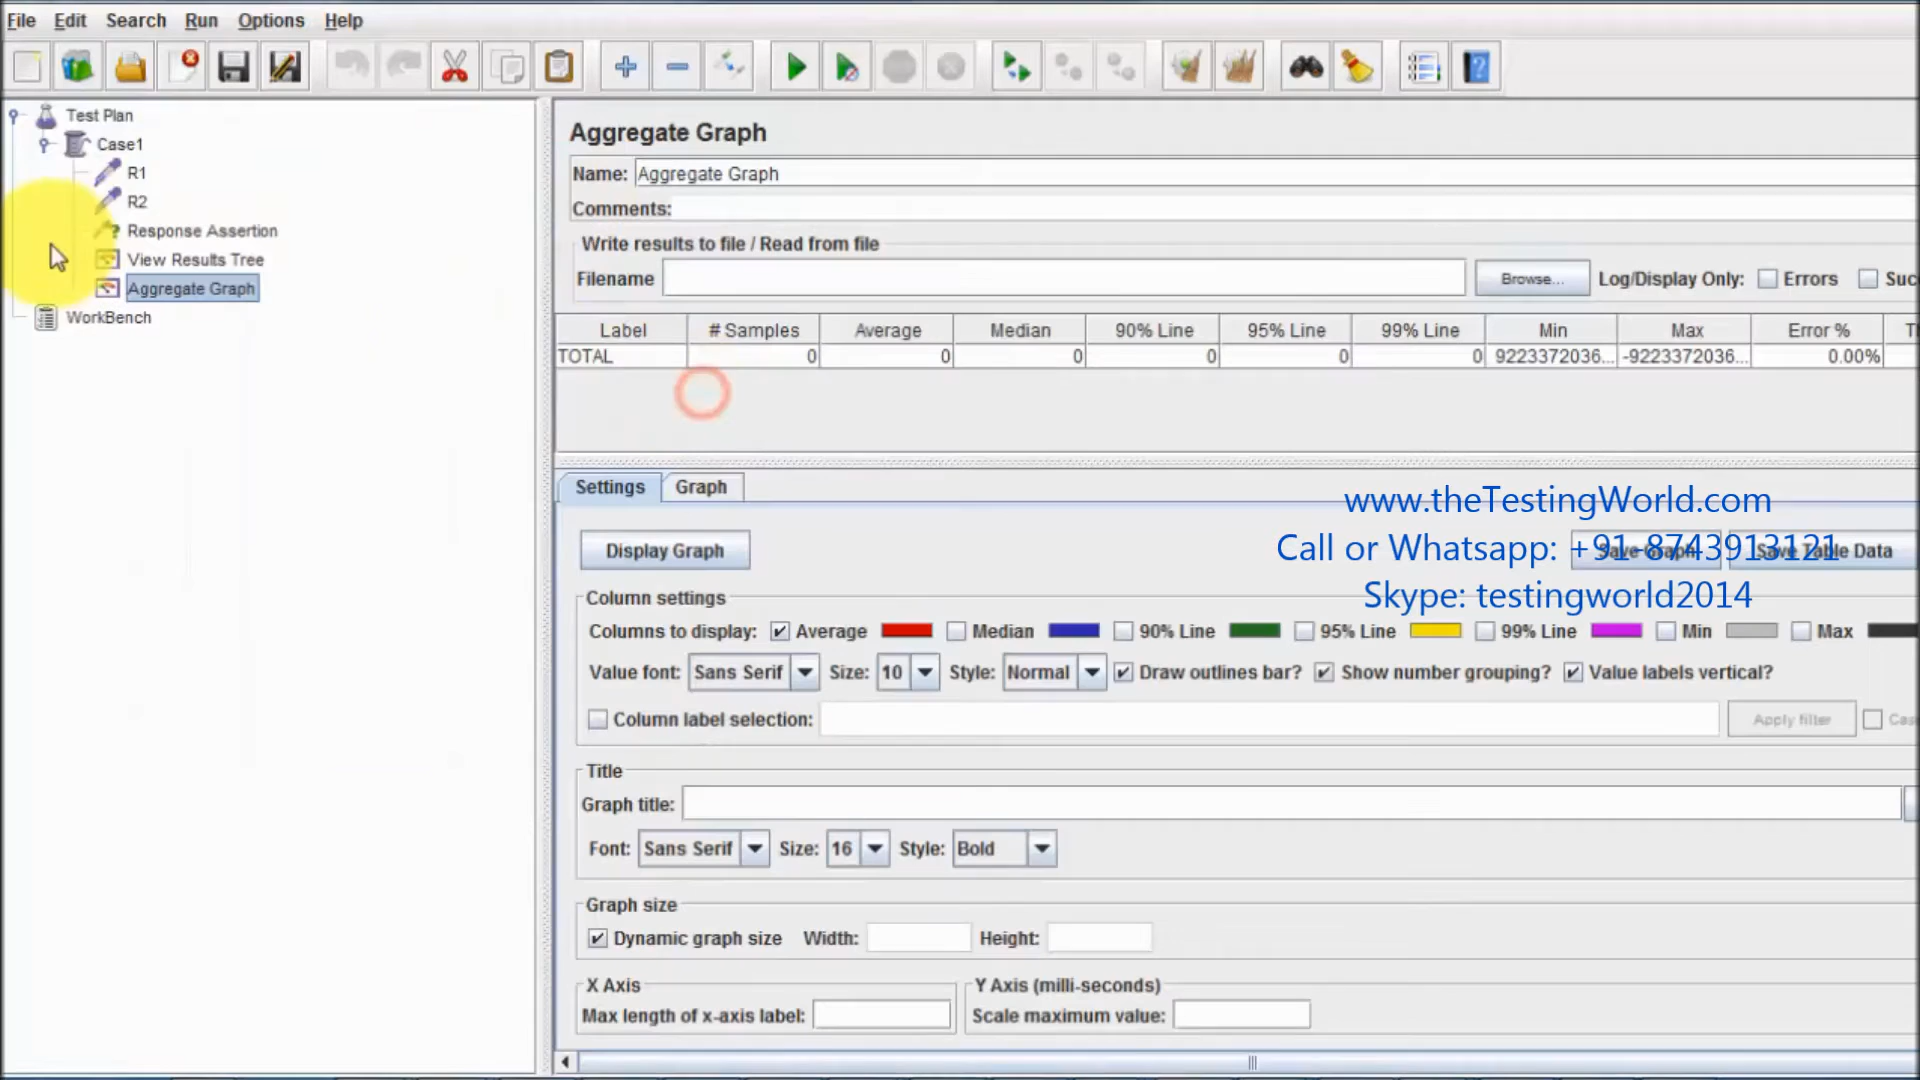 File Edit Search Run Options Help
Test Plan
Case1
R1
R2
Response Assertion
View Results Tree
Aggregate Graph
WorkBench
Aggregate Graph
Name: Aggregate Graph
Comments:
Write results to file / Read from file
Filename Browse... Log/Display Only: Errors Suc
Label # Samples Average Median 90% Line 95% Line 99% Line Min Max Error % T
TOTAL 0 0 0 0 0 0 9223372036... -9223372036... 0.00%
Settings Graph
www.theTestingWorld.com
Call or Whatsapp: +91-8743913121
Skype: testingworld2014
Display Graph Save Graph Save Table Data
Column settings
Columns to display: Average Median 90% Line 95% Line 99% Line Min Max
Value font: Sans Serif Size: 10 Style: Normal Draw outlines bar? Show number grouping? Value labels vertical?
Column label selection: Apply filter Cas
Title
Graph title:
Font: Sans Serif Size: 16 Style: Bold
Graph size
Dynamic graph size Width: Height:
X Axis Y Axis (milli-seconds)
Max length of x-axis label: Scale maximum value: